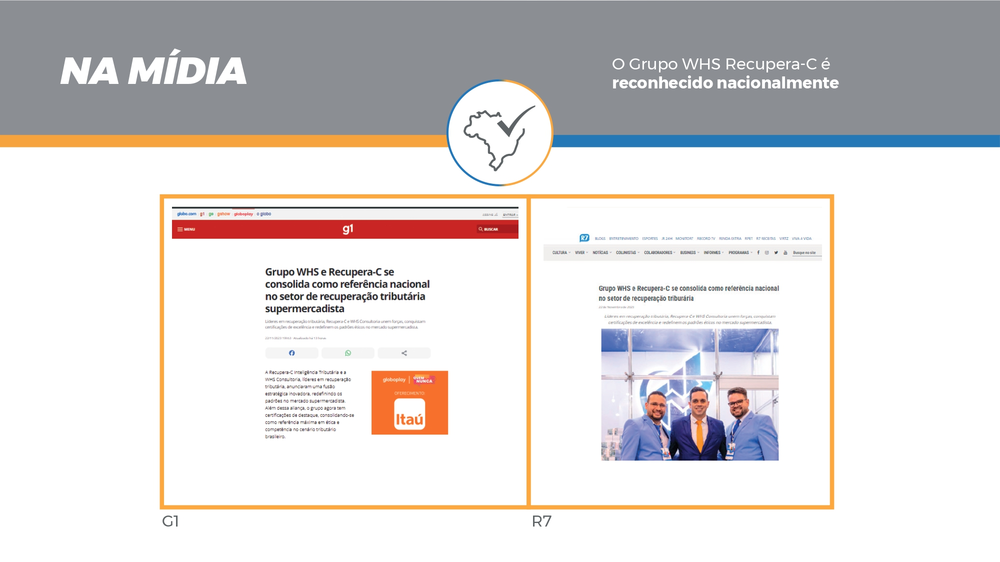 NA MÍDIA
O Grupo WHS Recupera-C é
reconhecido nacionalmente
globo.com g1 ge gshow globoplay o globo
ASSINE JÁ ENTRAR >
MENU
g1
BUSCAR
Grupo WHS e Recupera-C se
consolida como referência nacional
no setor de recuperação tributária
supermercadista
Líderes em recuperação tributária, Recupera-C e WHS Consultoria unem forças, conquistam
certificações de excelência e redefinem os padrões éticos no mercado supermercadista.
22/11/2023 19h53 · Atualizado há 13 horas
A Recupera-C Inteligência Tributária e a
WHS Consultoria, líderes em recuperação
tributária, anunciaram uma fusão
estratégica inovadora, redefinindo os
padrões no mercado supermercadista.
Além dessa aliança, o grupo agora tem
certificações de destaque, consolidando-se
como referência máxima em ética e
competência no cenário tributário
brasileiro.
globoplay | QUEM NUNCA
OFERECIMENTO:
Itaú
G1
R7 BLOGS ENTRETENIMENTO ESPORTES JR 24H MONITOR7 RECORD TV RENDA EXTRA RPET R7 RECEITAS VIRTZ VIVA A VIDA
CULTURA VIVER NOTÍCIAS COLUNISTAS COLABORADORES BUSINESS INFORMES PROGRAMAS Busque no site
Grupo WHS e Recupera-C se consolida como referência nacional
no setor de recuperação triburária
22 de Novembro de 2023
Líderes em recuperação tributária, Recupera-C e WHS Consultoria unem forças, conquistam
certificações de excelência e redefinem os padrões éticos no mercado supermercadista.
R7